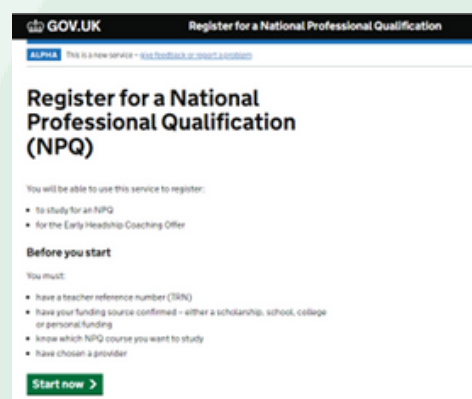 GOV.UK Register for a National Professional Qualification
ALPHA This is a new service – give feedback or report a problem
Register for a National
Professional Qualification
(NPQ)
You will be able to use this service to register:
• to study for an NPQ
• for the Early Headship Coaching Offer
Before you start
You must:
• have a teacher reference number (TRN)
• have your funding source confirmed – either a scholarship, school, college
or personal funding
• know which NPQ course you want to study
• have chosen a provider
Start now